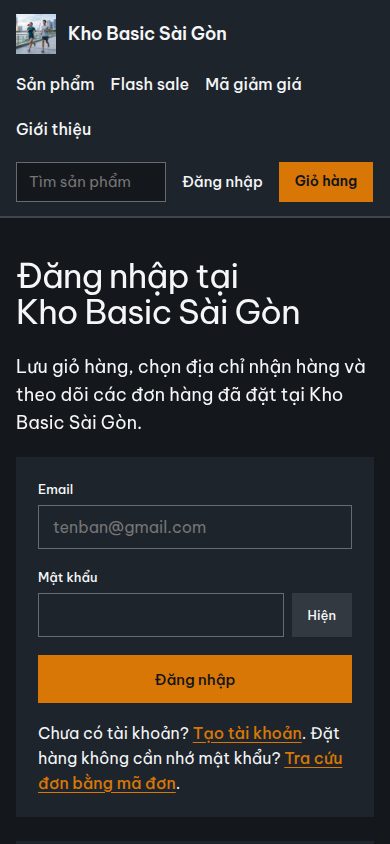 Kho Basic Sài Gòn
Sản phẩm Flash sale Mã giảm giá
Giới thiệu
Tìm sản phẩm Đăng nhập Giỏ hàng
Đăng nhập tại
Kho Basic Sài Gòn
Lưu giỏ hàng, chọn địa chỉ nhận hàng và
theo dõi các đơn hàng đã đặt tại Kho
Basic Sài Gòn.
Email
tenban@gmail.com
Mật khẩu
Hiện
Đăng nhập
Chưa có tài khoản? Tạo tài khoản. Đặt
hàng không cần nhớ mật khẩu? Tra cứu
đơn bằng mã đơn.